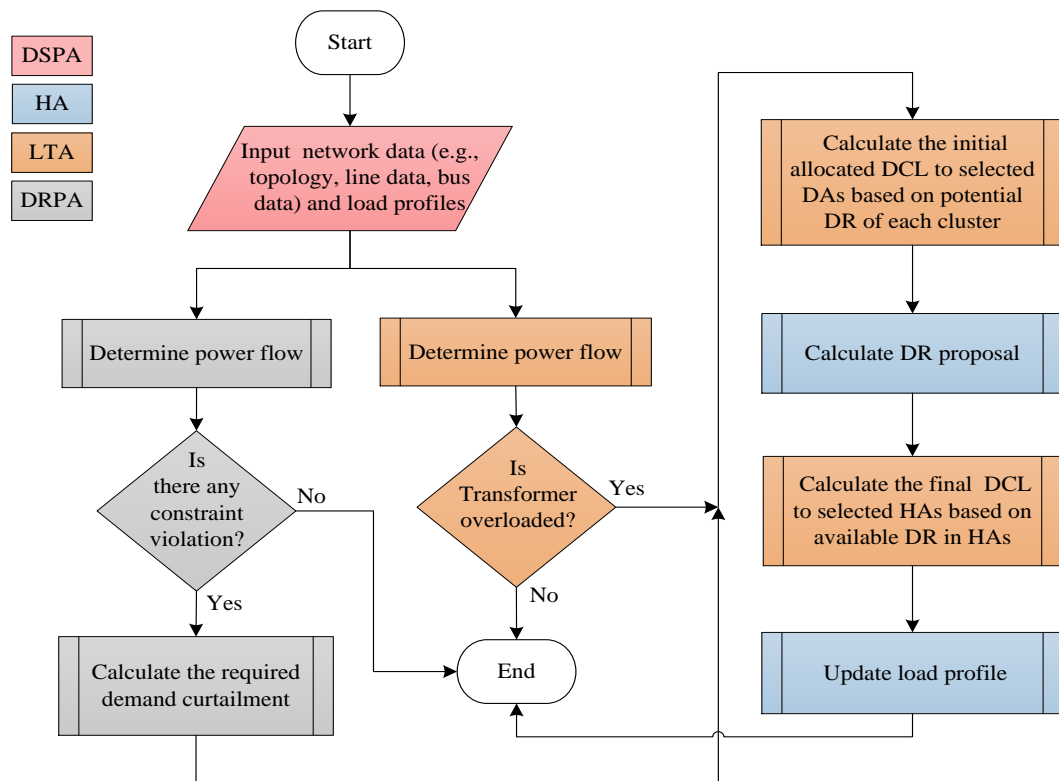 Start
DSPA
HA
LTA
DRPA
Input network data (e.g.,
topology, line data, bus
data) and load profiles
Determine power flow
Is
there any
constraint
violation?
No
Yes
Calculate the required
demand curtailment
Determine power flow
Is
Transformer
overloaded?
Yes
No
End
Calculate the initial
allocated DCL to selected
DAs based on potential
DR of each cluster
Calculate DR proposal
Calculate the final DCL
to selected HAs based on
available DR in HAs
Update load profile